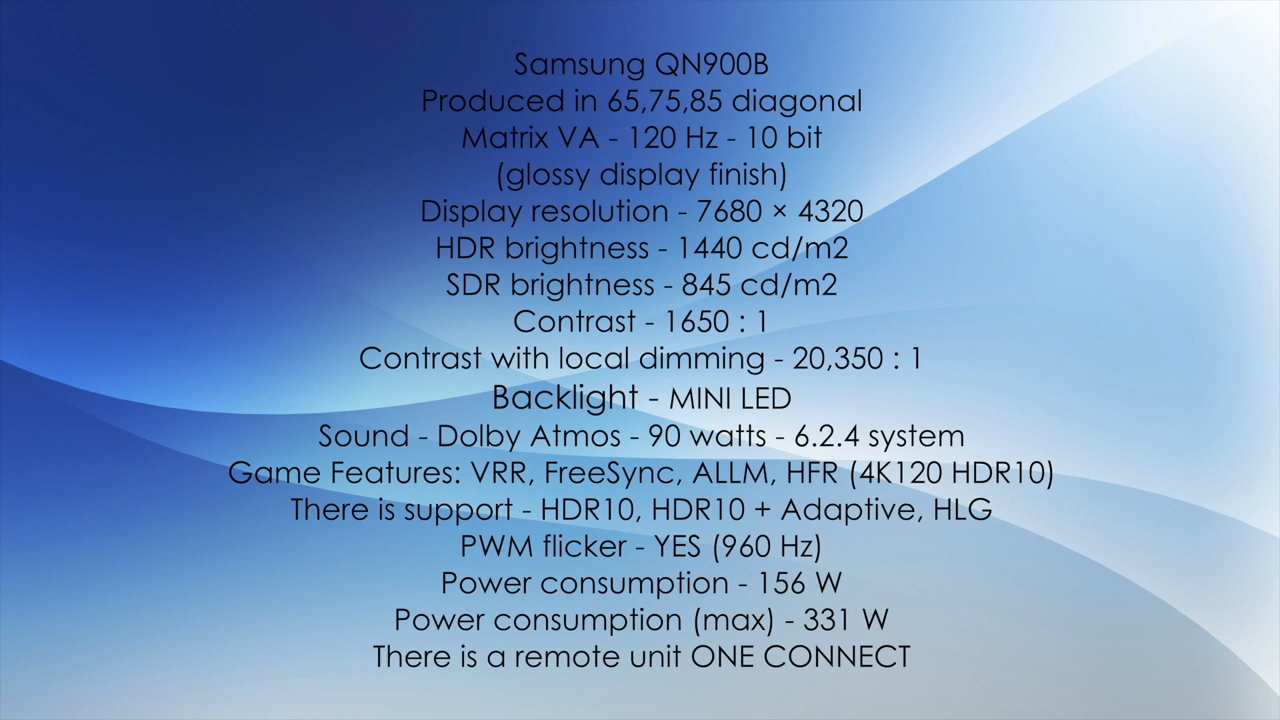 Samsung QN900B
Produced in 65,75,85 diagonal
Matrix VA - 120 Hz - 10 bit
(glossy display finish)
Display resolution - 7680 × 4320
HDR brightness - 1440 cd/m2
SDR brightness - 845 cd/m2
Contrast - 1650 : 1
Contrast with local dimming - 20,350 : 1
Backlight - MINI LED
Sound - Dolby Atmos - 90 watts - 6.2.4 system
Game Features: VRR, FreeSync, ALLM, HFR (4K120 HDR10)
There is support - HDR10, HDR10 + Adaptive, HLG
PWM flicker - YES (960 Hz)
Power consumption - 156 W
Power consumption (max) - 331 W
There is a remote unit ONE CONNECT